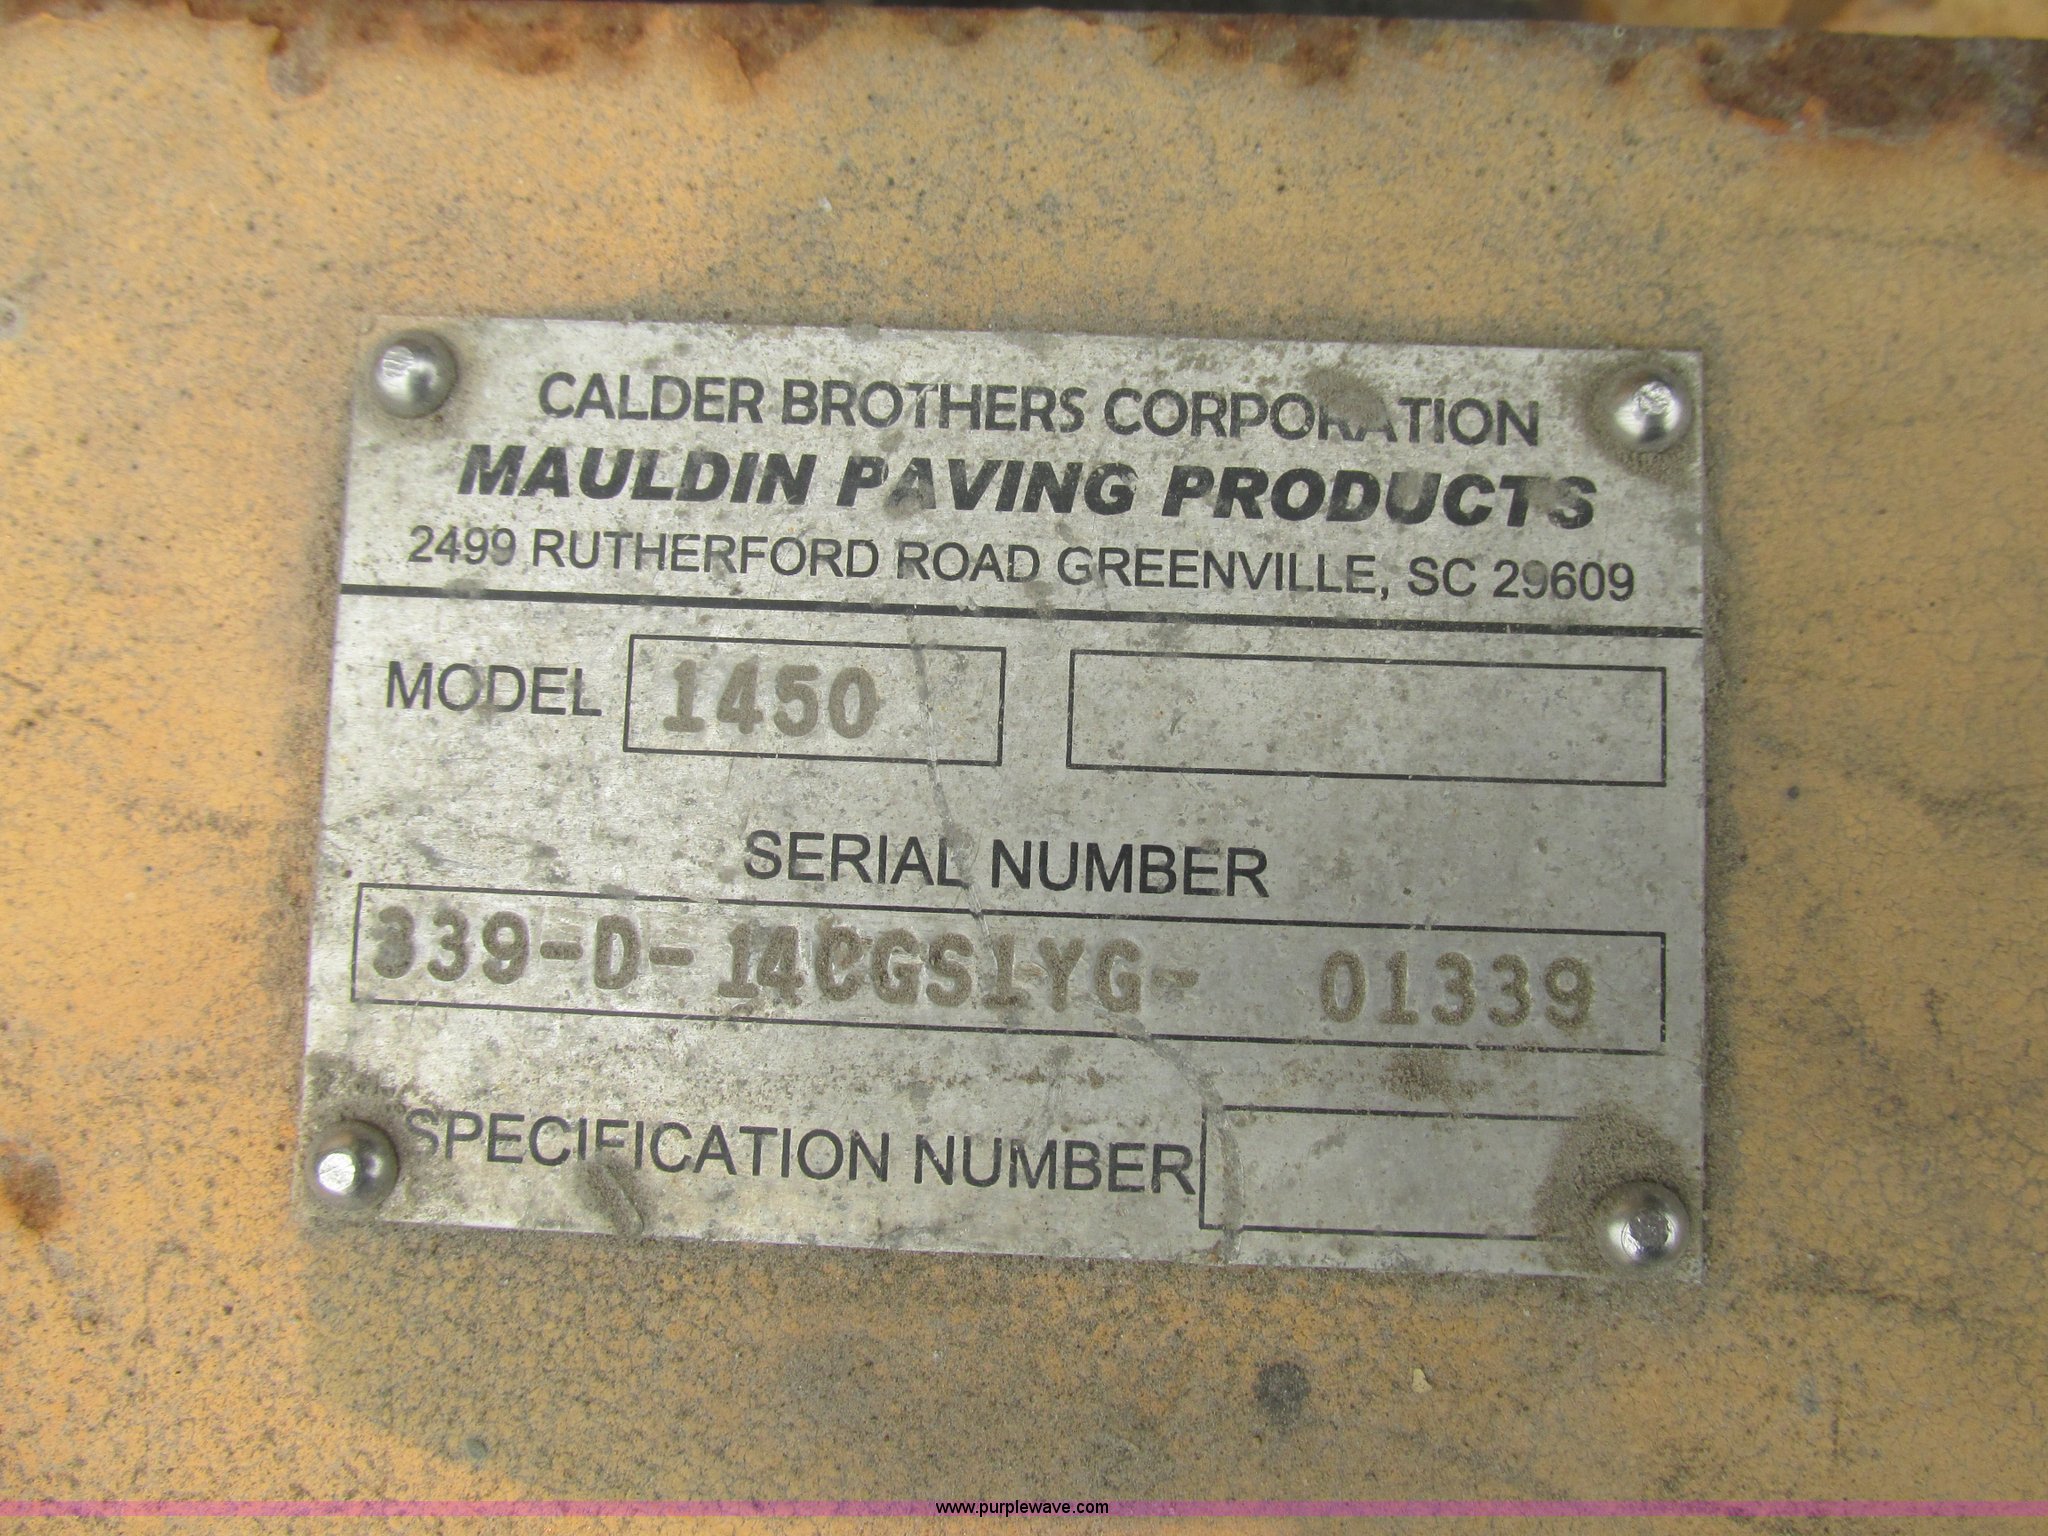 CALDER BROTHERS CORPORATION
MAULDIN PAVING PRODUCTS
2499 RUTHERFORD ROAD GREENVILLE, SC 29609
MODEL 1450
SERIAL NUMBER
339-D-14CGS1YG- 01339
SPECIFICATION NUMBER
www.purplewave.com